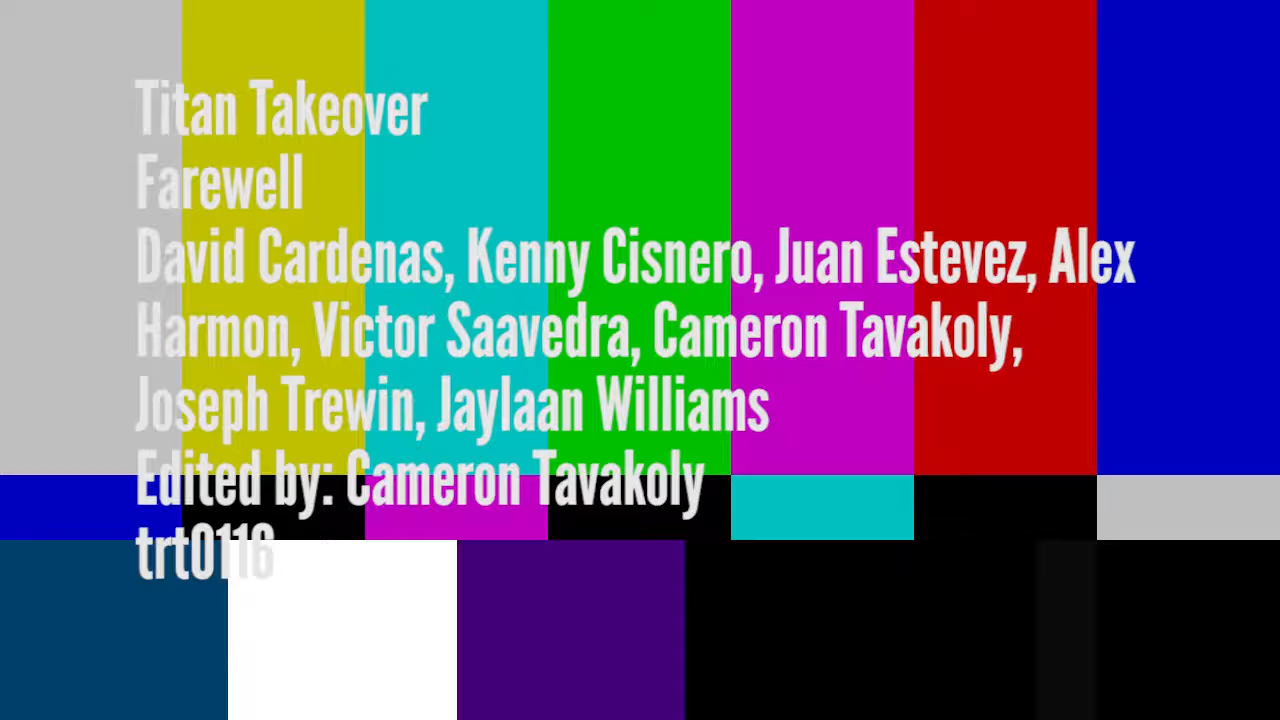 Titan Takeover
Farewell
David Cardenas, Kenny Cisnero, Juan Estevez, Alex
Harmon, Victor Saavedra, Cameron Tavakoly,
Joseph Trewin, Jaylaan Williams
Edited by: Cameron Tavakoly
trt0116